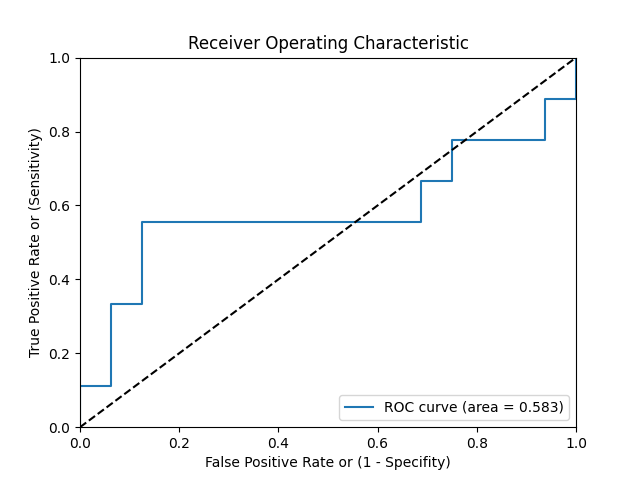 Receiver Operating Characteristic
1.0
0.8
0.6
0.4
0.2
0.0
True Positive Rate or (Sensitivity)
ROC curve (area = 0.583)
0.0 0.2 0.4 0.6 0.8 1.0
False Positive Rate or (1 - Specifity)